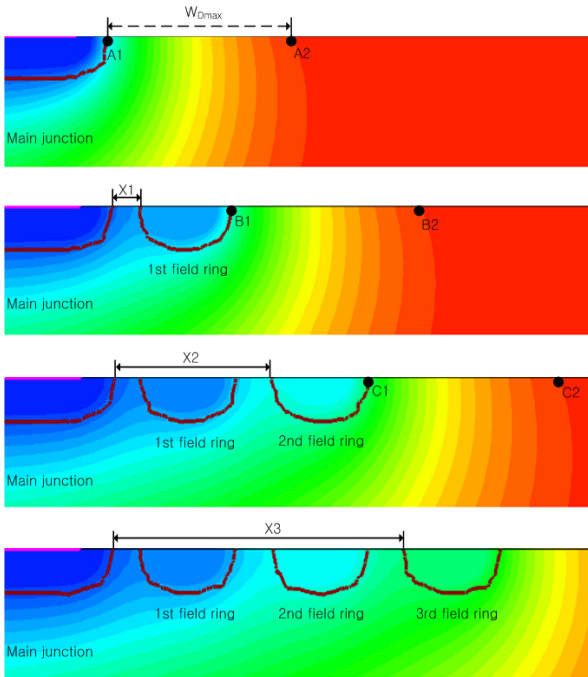 W_Dmax
A1
A2
Main junction
X1
B1
B2
1st field ring
Main junction
X2
C1
C2
1st field ring 2nd field ring
Main junction
X3
1st field ring 2nd field ring 3rd field ring
Main junction